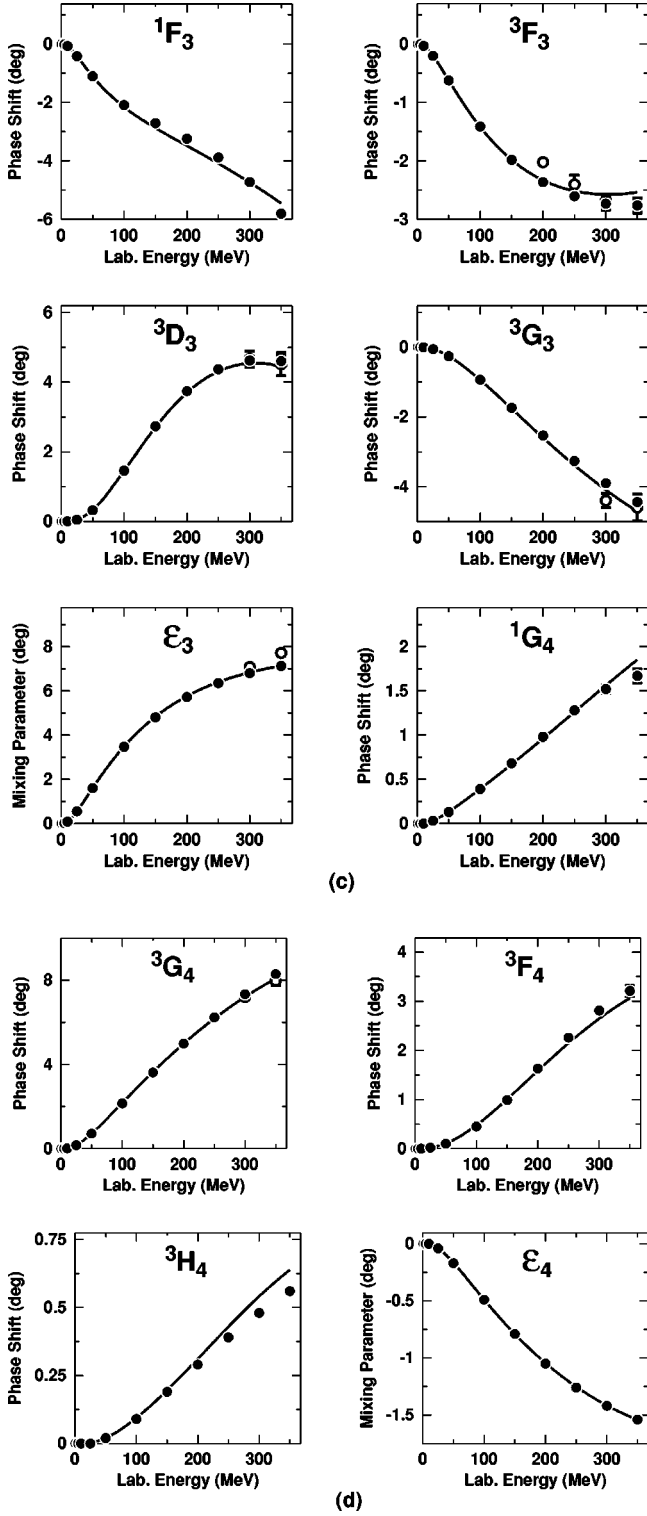 ¹F₃
Phase Shift (deg)
0
-2
-4
-6
0 100 200 300
Lab. Energy (MeV)
³F₃
Phase Shift (deg)
0
-1
-2
-3
0 100 200 300
Lab. Energy (MeV)
³D₃
Phase Shift (deg)
6
4
2
0
0 100 200 300
Lab. Energy (MeV)
³G₃
Phase Shift (deg)
0
-2
-4
0 100 200 300
Lab. Energy (MeV)
ε₃
Mixing Parameter (deg)
8
6
4
2
0
0 100 200 300
Lab. Energy (MeV)
¹G₄
Phase Shift (deg)
2
1.5
1
0.5
0
0 100 200 300
Lab. Energy (MeV)
(c)
³G₄
Phase Shift (deg)
8
4
0
0 100 200 300
Lab. Energy (MeV)
³F₄
Phase Shift (deg)
4
3
2
1
0
0 100 200 300
Lab. Energy (MeV)
³H₄
Phase Shift (deg)
0.75
0.5
0.25
0
0 100 200 300
Lab. Energy (MeV)
ε₄
Mixing Parameter (deg)
0
-0.5
-1
-1.5
0 100 200 300
Lab. Energy (MeV)
(d)